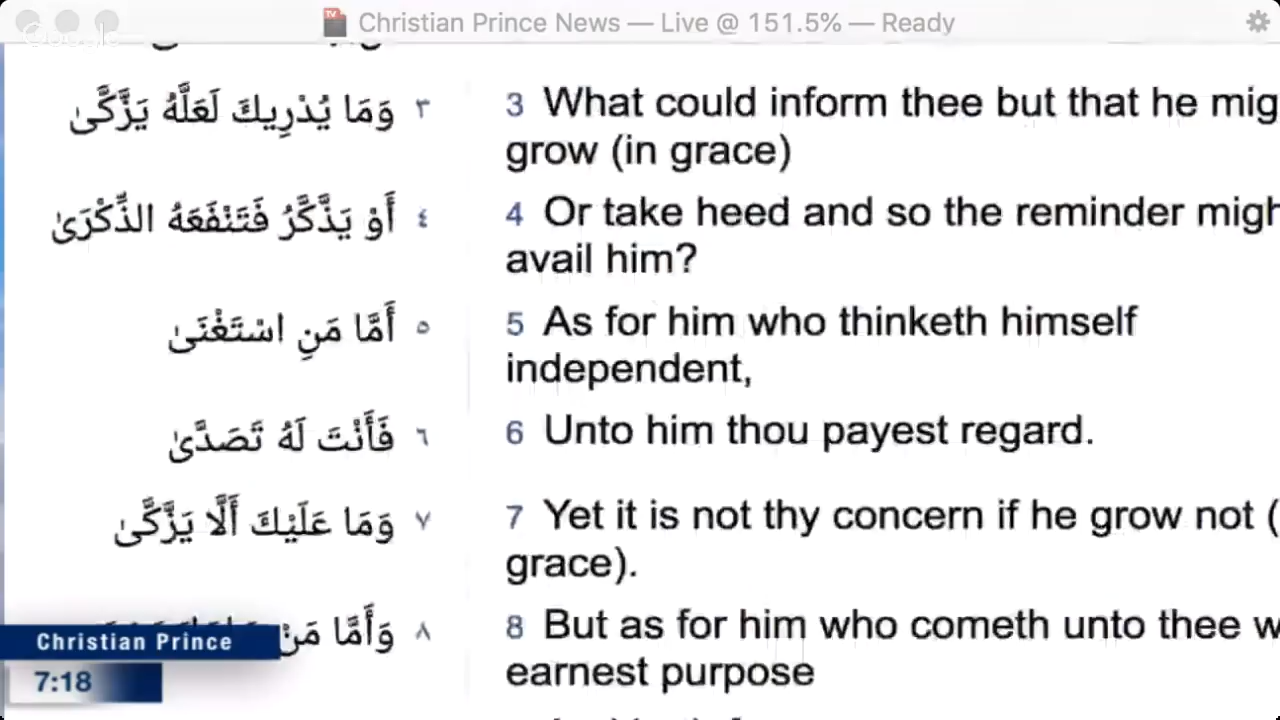 Christian Prince News — Live @ 151.5% — Ready
Google
وَمَا يُدْرِيكَ لَعَلَّهُ يَزَّكَّىٰ ٣
3 What could inform thee but that he
grow (in grace)
أَوْ يَذَّكَّرُ فَتَنْفَعَهُ الذِّكْرَىٰ ٤
4 Or take heed and so the reminder
avail him?
أَمَّا مَنِ اسْتَغْنَىٰ ٥
5 As for him who thinketh himself
independent,
فَأَنْتَ لَهُ تَصَدَّىٰ ٦
6 Unto him thou payest regard.
وَمَا عَلَيْكَ أَلَّا يَزَّكَّىٰ ٧
7 Yet it is not thy concern if he grow not (
grace).
وَأَمَّا مَنْ ٨
8 But as for him who cometh unto thee
earnest purpose
Christian Prince
7:18